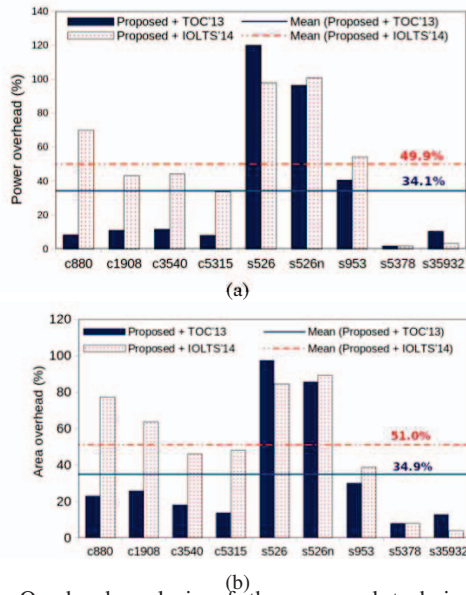 Proposed + TOC'13 Mean (Proposed + TOC'13)
Proposed + IOLTS'14 Mean (Proposed + IOLTS'14)
Power overhead (%)
140
120
100
80
60
40
20
0
49.9%
34.1%
c880 c1908 c3540 c5315 s526 s526n s953 s5378 s35932
(a)
Proposed + TOC'13 Mean (Proposed + TOC'13)
Proposed + IOLTS'14 Mean (Proposed + IOLTS'14)
Area overhead (%)
120
100
80
60
40
20
0
51.0%
34.9%
c880 c1908 c3540 c5315 s526 s526n s953 s5378 s35932
(b)